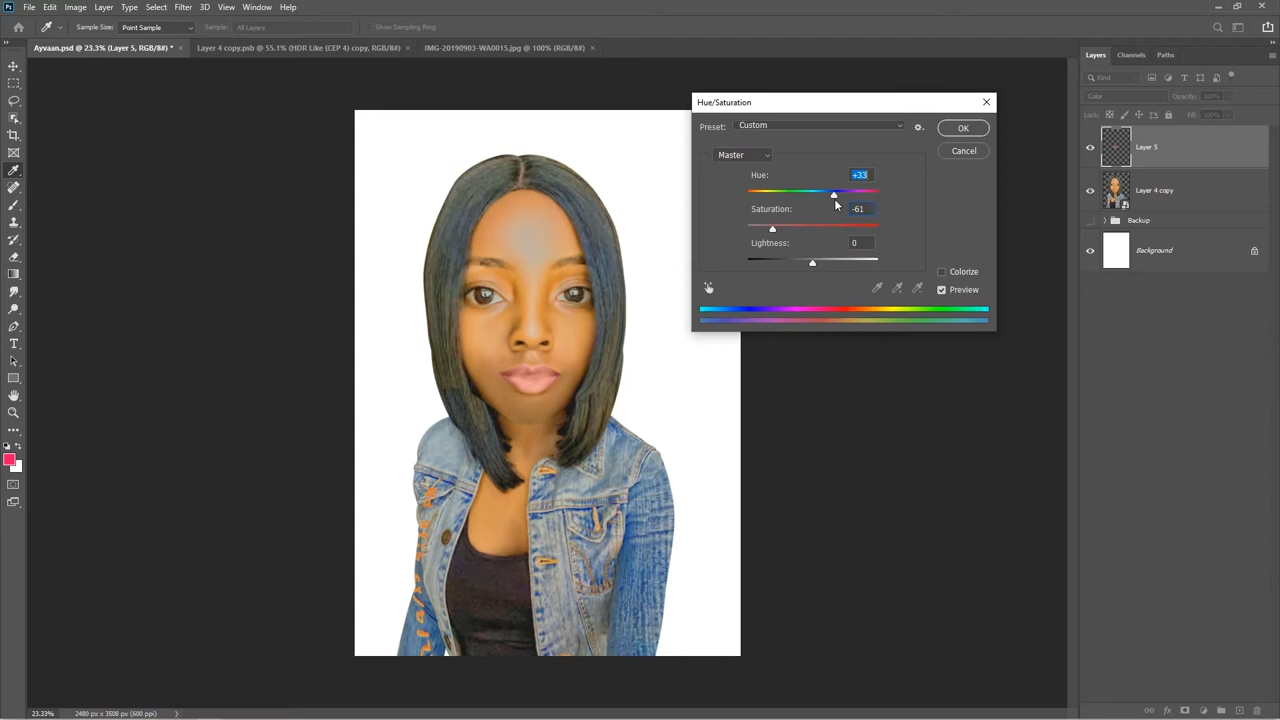 File Edit Image Layer Type Select Filter 3D View Window Help
Sample Size: Point Sample Sample: All Layers Show Sampling Ring
Ayvaan.psd @ 23.3% (Layer 5, RGB/8#) * Layer 4 copy.psb @ 55.1% (HDR Like (CEP 4) copy, RGB/8#) IMG-20190903-WA0015.jpg @ 100% (RGB/8#)
Hue/Saturation
Preset: Custom
OK
Master
Cancel
Hue: +33
Saturation: -61
Lightness: 0
Colorize
Preview
Layers Channels Paths
Kind
Color Opacity: 100%
Lock: Fill: 100%
Layer 5
Layer 4 copy
Backup
Background
23.33% 2480 px x 3508 px (600 ppi)